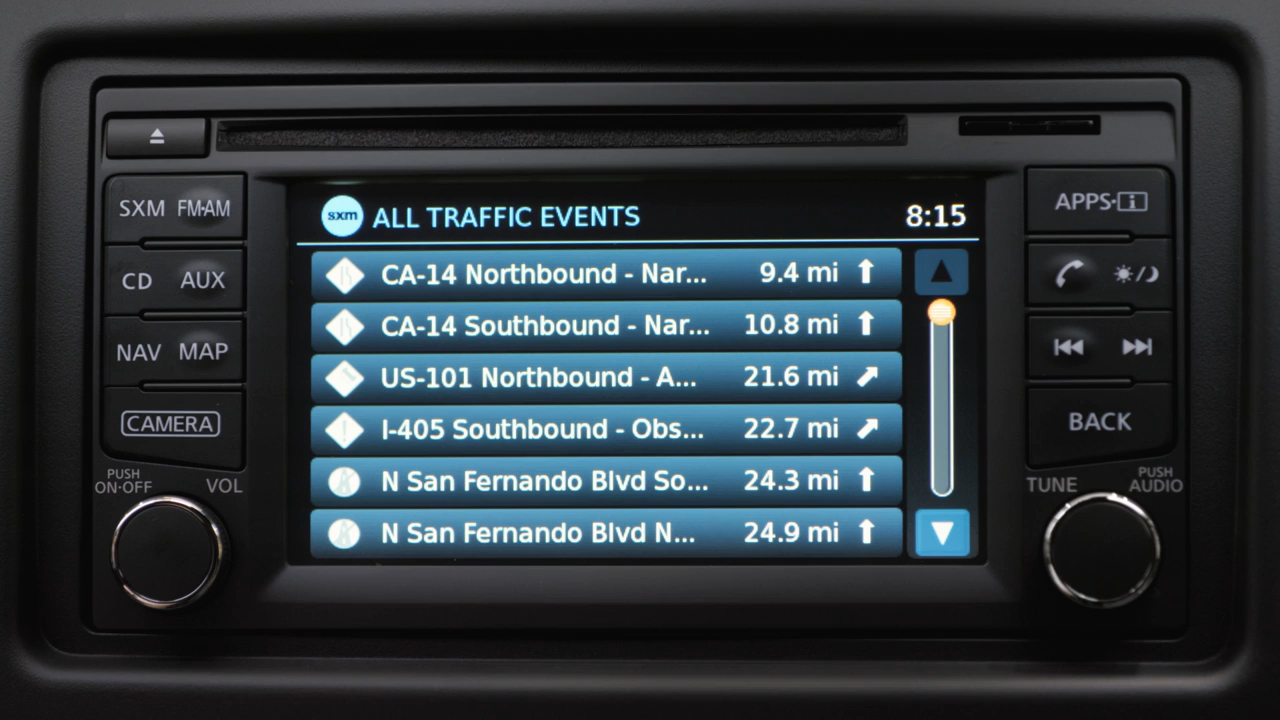 SXM FM·AM
CD AUX
NAV MAP
CAMERA
PUSH
ON·OFF VOL
sxm ALL TRAFFIC EVENTS 8:15
CA-14 Northbound - Nar... 9.4 mi
CA-14 Southbound - Nar... 10.8 mi
US-101 Northbound - A... 21.6 mi
I-405 Southbound - Obs... 22.7 mi
N San Fernando Blvd So... 24.3 mi
N San Fernando Blvd N... 24.9 mi
APPS·i
BACK
TUNE PUSH
AUDIO